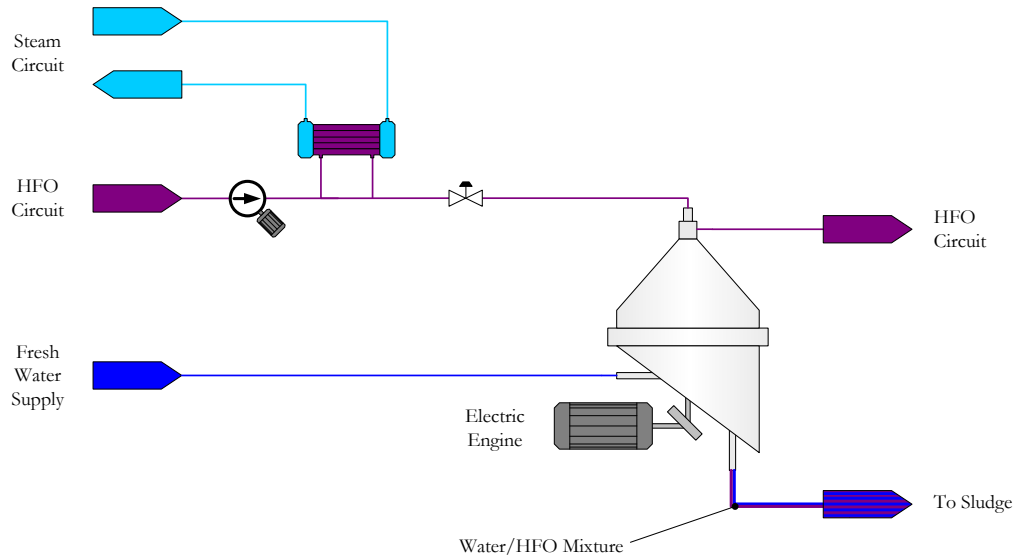 Steam
Circuit
HFO
Circuit
HFO
Circuit
Fresh
Water
Supply
Electric
Engine
To Sludge
Water/HFO Mixture